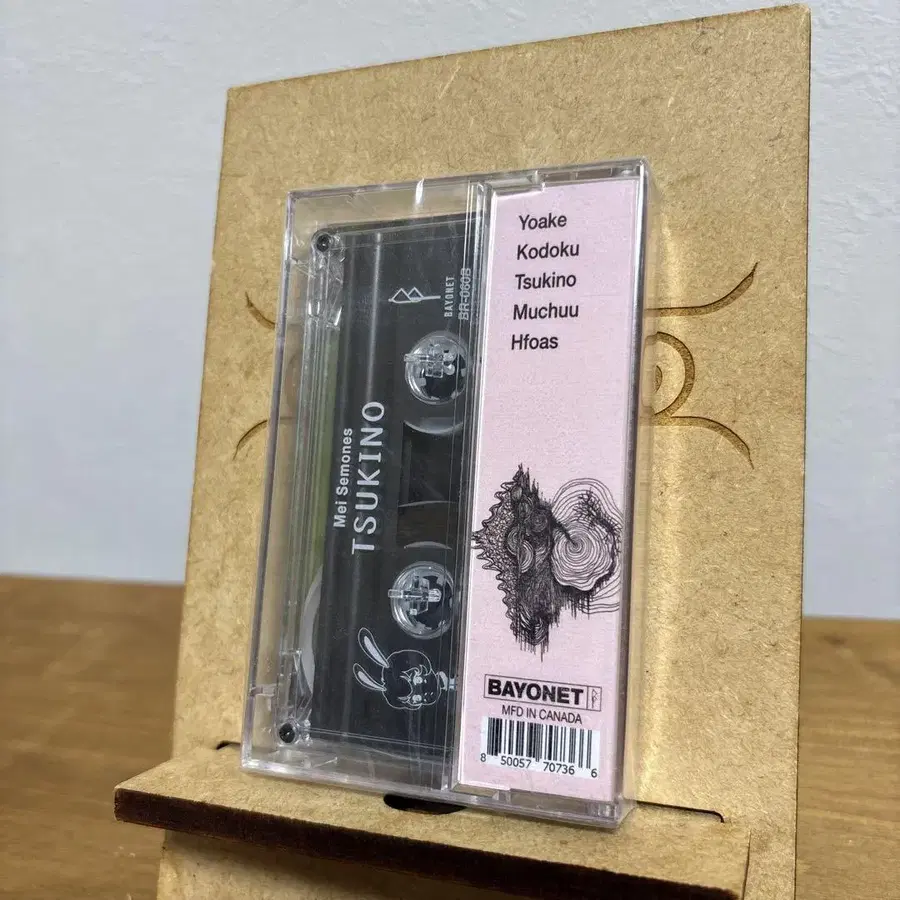 Yoake
Kodoku
Tsukino
Muchuu
Hfoas
Mei Semones
TSUKINO
BAYONET
BR-060B
BAYONET
MFD IN CANADA
8 50057 70736 6